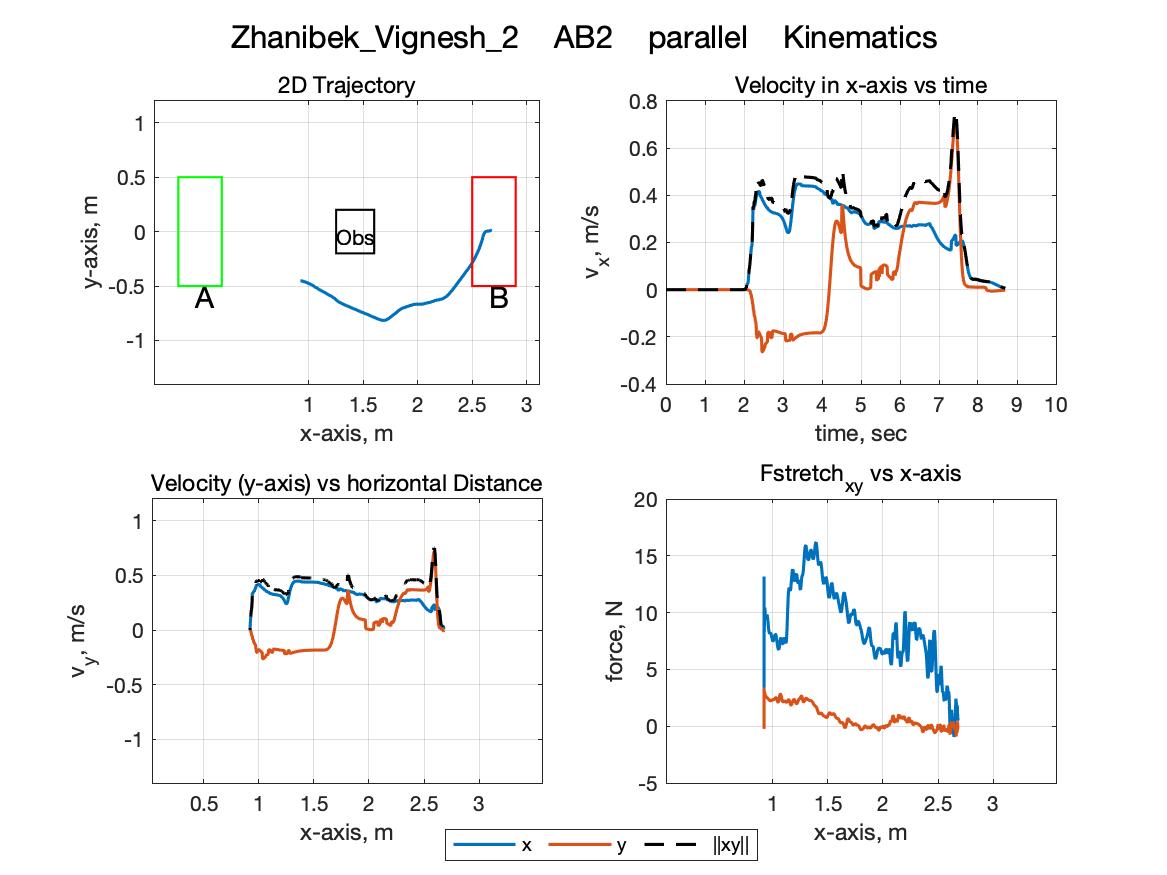 Zhanibek_Vignesh_2 AB2 parallel Kinematics
2D Trajectory
1
0.5
0
-0.5
-1
y-axis, m
Obs
A
B
1 1.5 2 2.5 3
x-axis, m
Velocity in x-axis vs time
0.8
0.6
0.4
0.2
0
-0.2
-0.4
v_x, m/s
0 1 2 3 4 5 6 7 8 9 10
time, sec
Velocity (y-axis) vs horizontal Distance
1
0.5
0
-0.5
-1
v_y, m/s
0.5 1 1.5 2 2.5 3
x-axis, m
Fstretch_xy vs x-axis
20
15
10
5
0
-5
force, N
1 1.5 2 2.5 3
x-axis, m
x y ||xy||